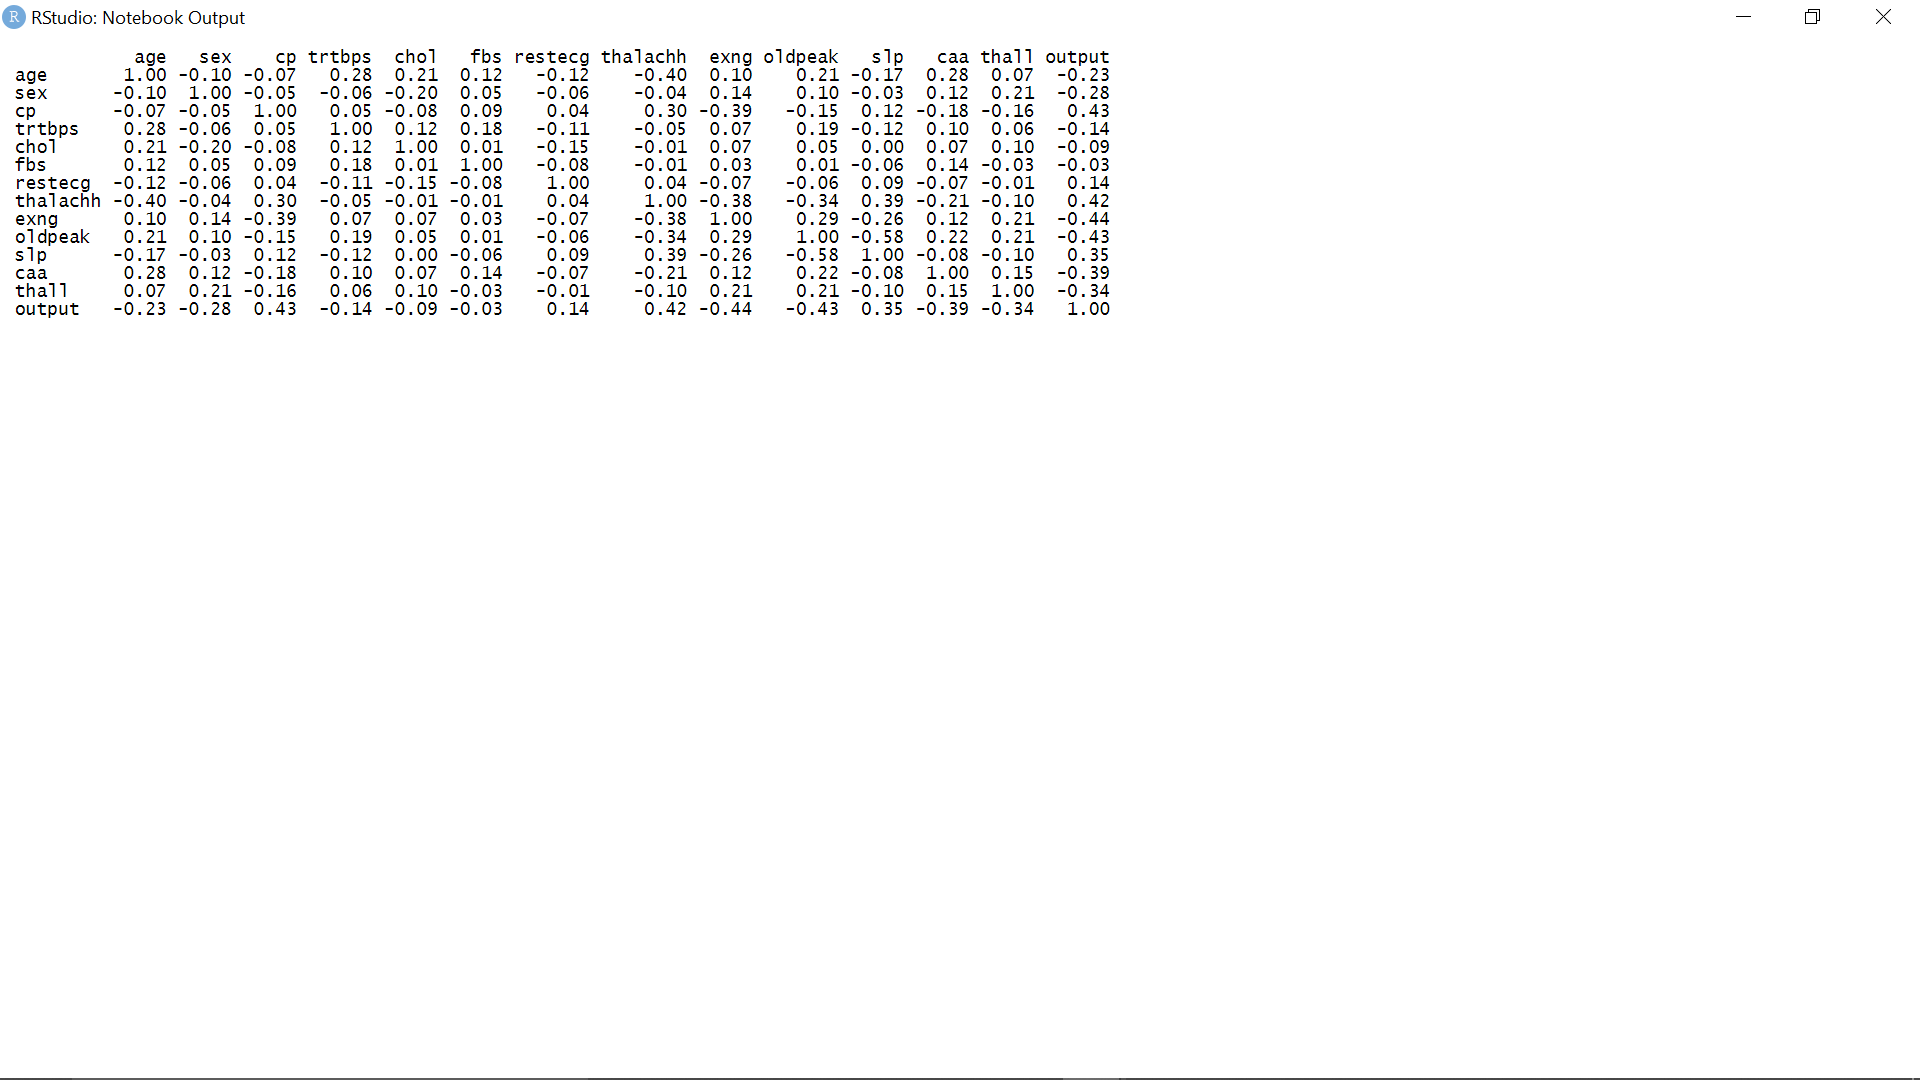 R RStudio: Notebook Output
age sex cp trtbps chol fbs restecg thalachh exng oldpeak slp caa thall output
age 1.00 -0.10 -0.07 0.28 0.21 0.12 -0.12 -0.40 0.10 0.21 -0.17 0.28 0.07 -0.23
sex -0.10 1.00 -0.05 -0.06 -0.20 0.05 -0.06 -0.04 0.14 0.10 -0.03 0.12 0.21 -0.28
cp -0.07 -0.05 1.00 0.05 -0.08 0.09 0.04 0.30 -0.39 -0.15 0.12 -0.18 -0.16 0.43
trtbps 0.28 -0.06 0.05 1.00 0.12 0.18 -0.11 -0.05 0.07 0.19 -0.12 0.10 0.06 -0.14
chol 0.21 -0.20 -0.08 0.12 1.00 0.01 -0.15 -0.01 0.07 0.05 0.00 0.07 0.10 -0.09
fbs 0.12 0.05 0.09 0.18 0.01 1.00 -0.08 -0.01 0.03 0.01 -0.06 0.14 -0.03 -0.03
restecg -0.12 -0.06 0.04 -0.11 -0.15 -0.08 1.00 0.04 -0.07 -0.06 0.09 -0.07 -0.01 0.14
thalachh -0.40 -0.04 0.30 -0.05 -0.01 -0.01 0.04 1.00 -0.38 -0.34 0.39 -0.21 -0.10 0.42
exng 0.10 0.14 -0.39 0.07 0.07 0.03 -0.07 -0.38 1.00 0.29 -0.26 0.12 0.21 -0.44
oldpeak 0.21 0.10 -0.15 0.19 0.05 0.01 -0.06 -0.34 0.29 1.00 -0.58 0.22 0.21 -0.43
slp -0.17 -0.03 0.12 -0.12 0.00 -0.06 0.09 0.39 -0.26 -0.58 1.00 -0.08 -0.10 0.35
caa 0.28 0.12 -0.18 0.10 0.07 0.14 -0.07 -0.21 0.12 0.22 -0.08 1.00 0.15 -0.39
thall 0.07 0.21 -0.16 0.06 0.10 -0.03 -0.01 -0.10 0.21 0.21 -0.10 0.15 1.00 -0.34
output -0.23 -0.28 0.43 -0.14 -0.09 -0.03 0.14 0.42 -0.44 -0.43 0.35 -0.39 -0.34 1.00